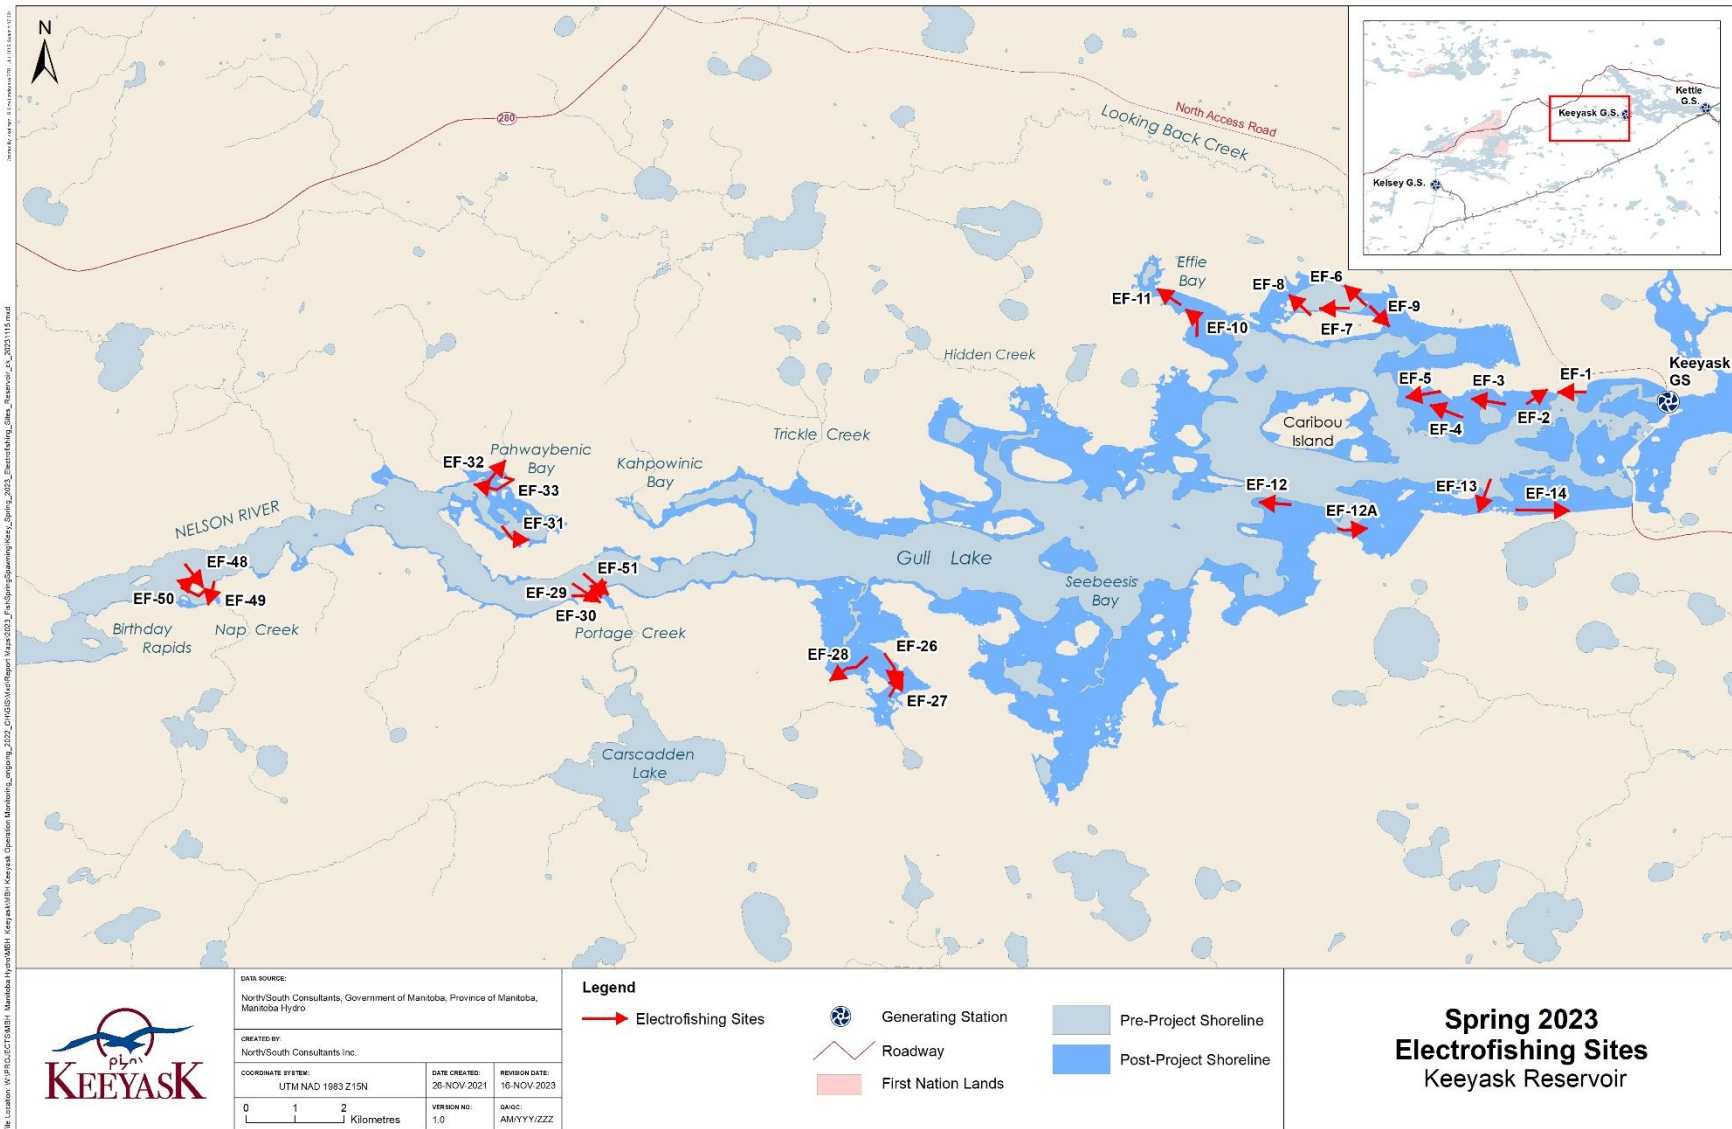 N
280
North Access Road
Looking Back Creek
Kettle
G.S.
Keeyask G.S.
Kelsey G.S.
Effie
Bay
EF-6
EF-8
EF-11
EF-9
EF-10
EF-7
Hidden Creek
Keeyask
GS
EF-5
EF-3
EF-1
EF-2
EF-4
Caribou
Island
Trickle Creek
Pahwaybenic
Bay
EF-32
Kahpowinic
Bay
EF-33
EF-12
EF-13
EF-14
EF-12A
NELSON RIVER
EF-31
Gull Lake
EF-48
EF-51
Seebeesis
Bay
EF-50
EF-49
EF-29
EF-30
Birthday
Rapids
Nap Creek
Portage Creek
EF-28
EF-26
EF-27
Carscadden
Lake
KEEYASK
DATA SOURCE:
North/South Consultants, Government of Manitoba, Province of Manitoba,
Manitoba Hydro
CREATED BY:
North/South Consultants Inc.
COORDINATE SYSTEM:
UTM NAD 1983 Z15N
DATE CREATED:
26-NOV-2021
REVISION DATE:
16-NOV-2023
0 1 2 Kilometres
VERSION NO:
1.0
QA/QC:
AM/YYY/ZZZ
Legend
Electrofishing Sites
Generating Station
Roadway
First Nation Lands
Pre-Project Shoreline
Post-Project Shoreline
Spring 2023
Electrofishing Sites
Keeyask Reservoir